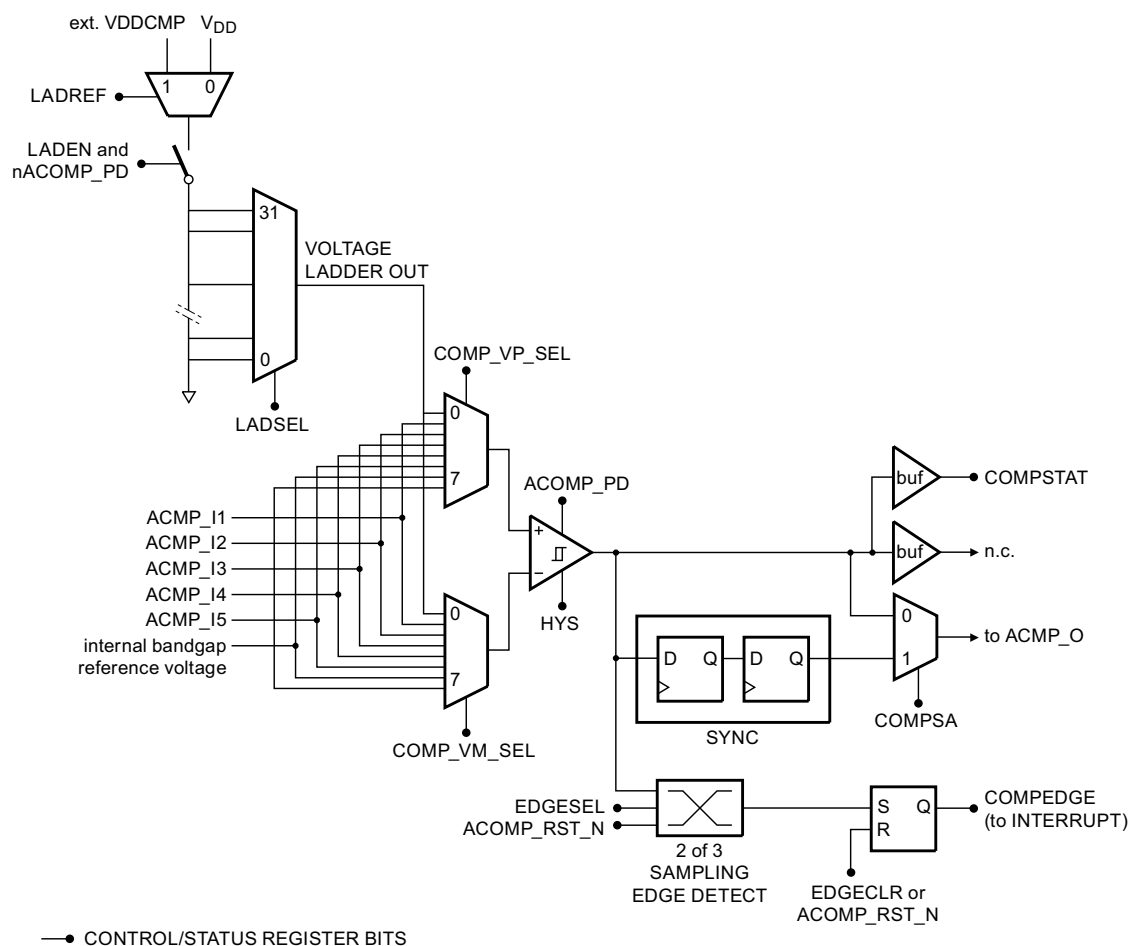 ext. VDDCMP VDD
1 0
LADREF
LADEN and
nACOMP_PD
31
VOLTAGE
LADDER OUT
0
LADSEL
COMP_VP_SEL
0
7
ACOMP_PD
+
−
HYS
ACMP_I1
ACMP_I2
ACMP_I3
ACMP_I4
ACMP_I5
internal bandgap
reference voltage
0
7
COMP_VM_SEL
buf
COMPSTAT
buf
n.c.
0
1
to ACMP_O
COMPSA
D Q D Q
SYNC
EDGESEL
ACOMP_RST_N
2 of 3
SAMPLING
EDGE DETECT
S Q
R
COMPEDGE
(to INTERRUPT)
EDGECLR or
ACOMP_RST_N
CONTROL/STATUS REGISTER BITS